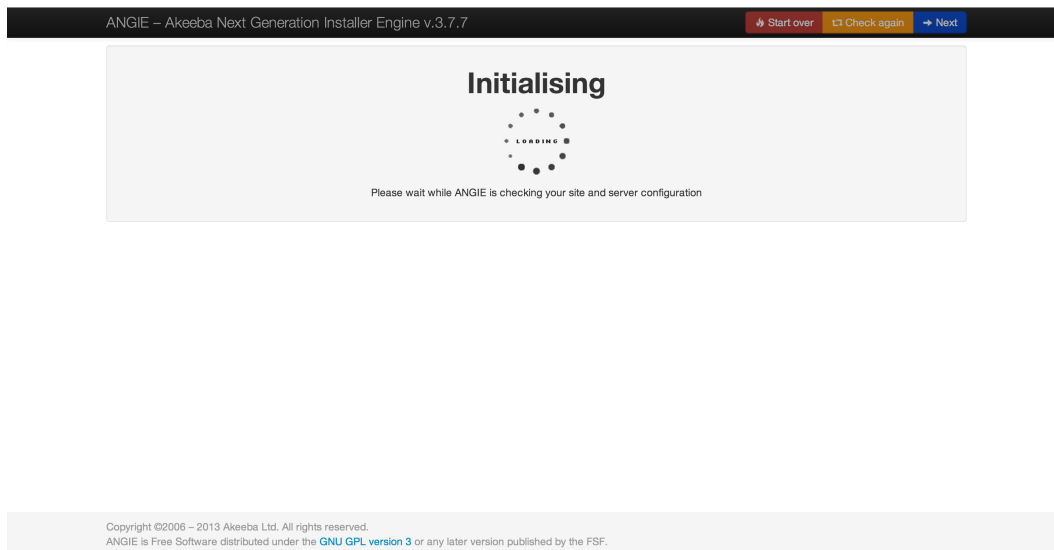 ANGIE – Akeeba Next Generation Installer Engine v.3.7.7
Start over
Check again
Next
Initialising
LOADING
Please wait while ANGIE is checking your site and server configuration
Copyright ©2006 – 2013 Akeeba Ltd. All rights reserved.
ANGIE is Free Software distributed under the GNU GPL version 3 or any later version published by the FSF.